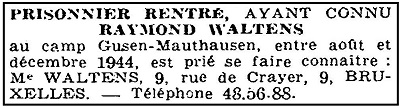 PRISONNIER RENTRÉ, AYANT CONNU
RAYMOND WALTENS
au camp Gusen-Mauthausen, entre août et
décembre 1944, est prié se faire connaître :
Me WALTENS, 9, rue de Crayer, 9, BRU-
XELLES. — Téléphone 48.56.88.